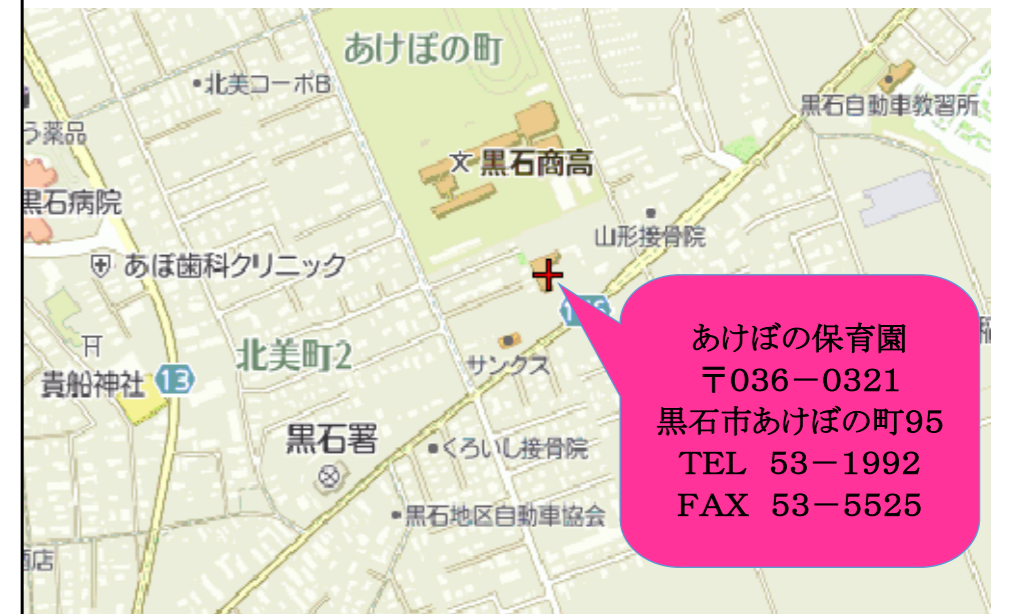 あけぼの町
北美コーポB
黒石自動車教習所
う薬品
文 黒石商高
黒石病院
山形接骨院
あぼ歯科クリニック
サンクス
北美町2
貴船神社
13
黒石署
くろいし接骨院
黒石地区自動車協会
あけぼの保育園
〒036－0321
黒石市あけぼの町95
TEL 53－1992
FAX 53－5525
店